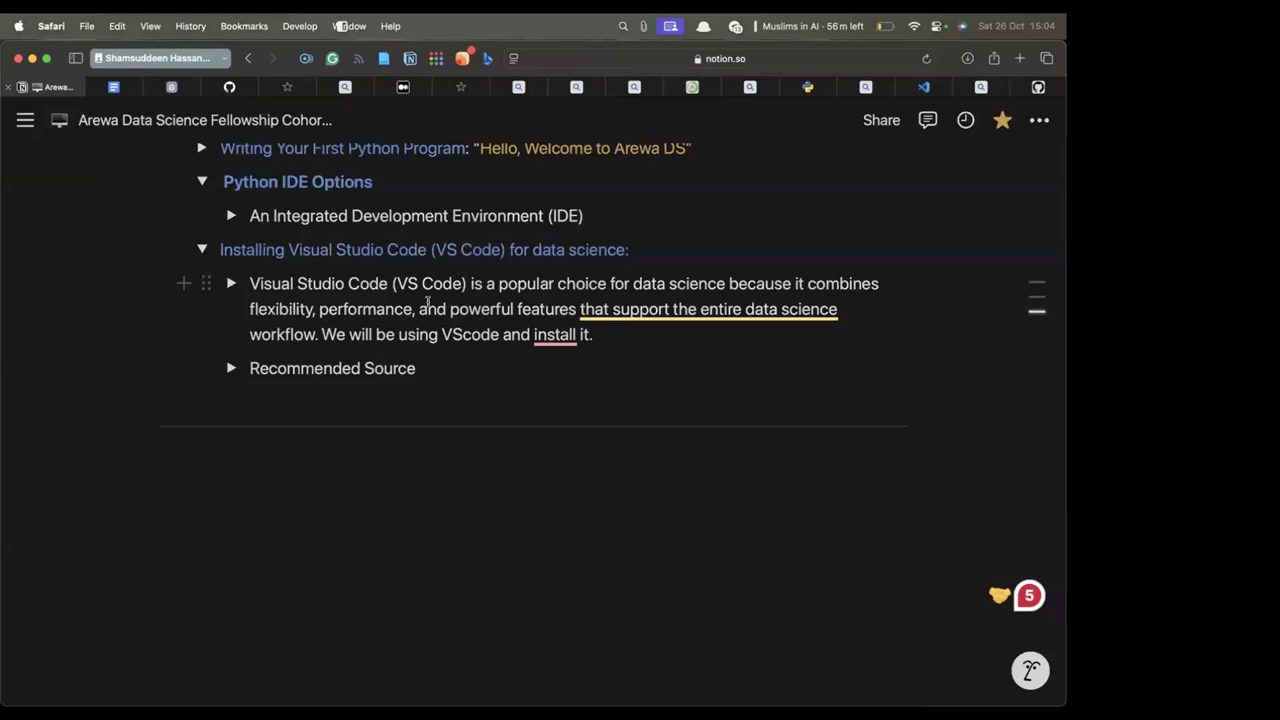 Safari File Edit View History Bookmarks Develop Window Help Muslims in AI - 56 m left Sat 26 Oct 15:04
Shamsuddeen Hassan... notion.so
Arewa...
Arewa Data Science Fellowship Cohor... Share
Writing Your First Python Program: "Hello, Welcome to Arewa DS"
Python IDE Options
An Integrated Development Environment (IDE)
Installing Visual Studio Code (VS Code) for data science:
Visual Studio Code (VS Code) is a popular choice for data science because it combines
flexibility, performance, and powerful features that support the entire data science
workflow. We will be using VScode and install it.
Recommended Source
5